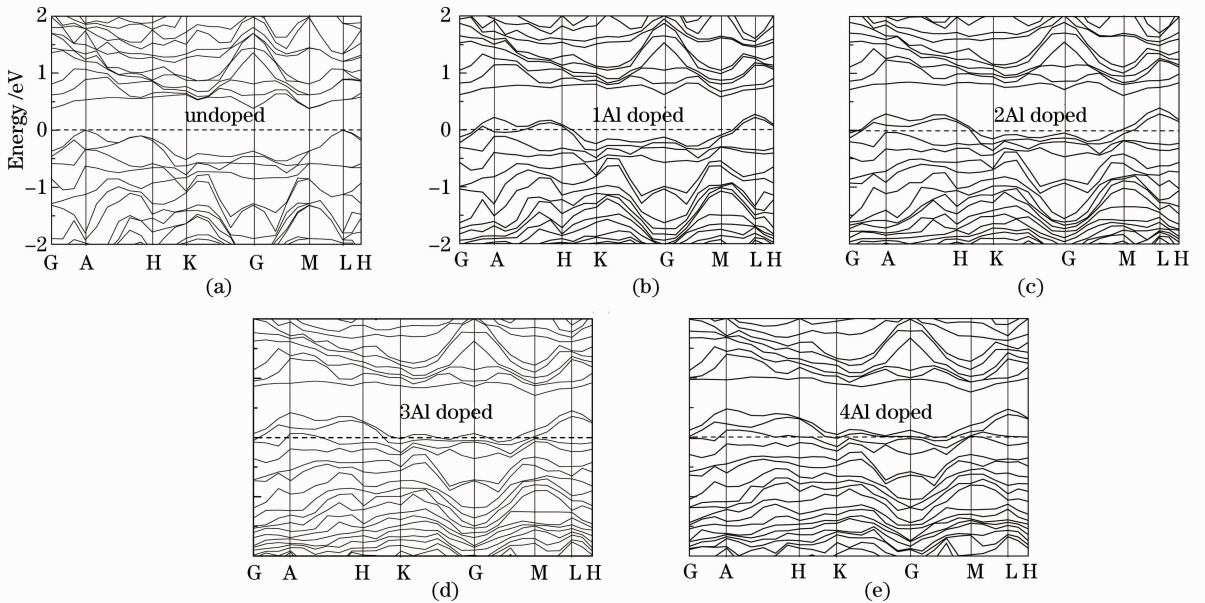 2
1
0
−1
−2
Energy /eV
undoped
G A H K G M L H
(a)
2
1
0
−1
−2
1Al doped
G A H K G M L H
(b)
2
1
0
−1
−2
2Al doped
G A H K G M L H
(c)
3Al doped
G A H K G M L H
(d)
4Al doped
G A H K G M L H
(e)